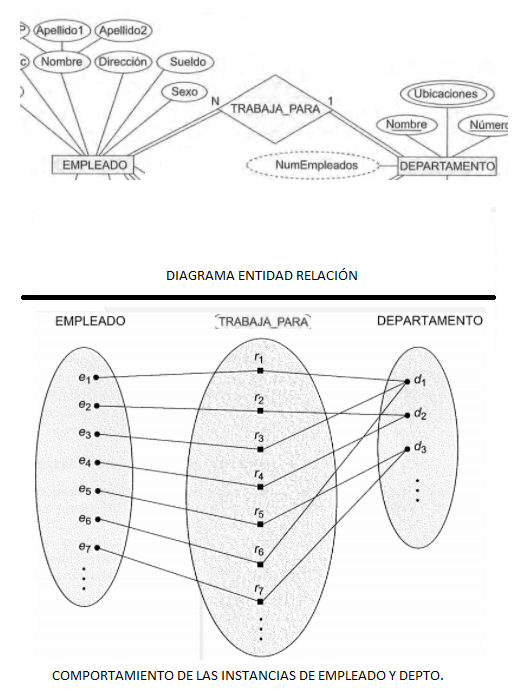 Apellido1 Apellido2
Nombre Dirección Sueldo
Sexo
N TRABAJA_PARA 1
Ubicaciones
Nombre Número
EMPLEADO NumEmpleados DEPARTAMENTO
DIAGRAMA ENTIDAD RELACIÓN
EMPLEADO TRABAJA_PARA DEPARTAMENTO
r1
e1 d1
e2 r2 d2
e3 r3 d3
e4 r4
e5 r5
e6 r6
e7 r7
COMPORTAMIENTO DE LAS INSTANCIAS DE EMPLEADO Y DEPTO.